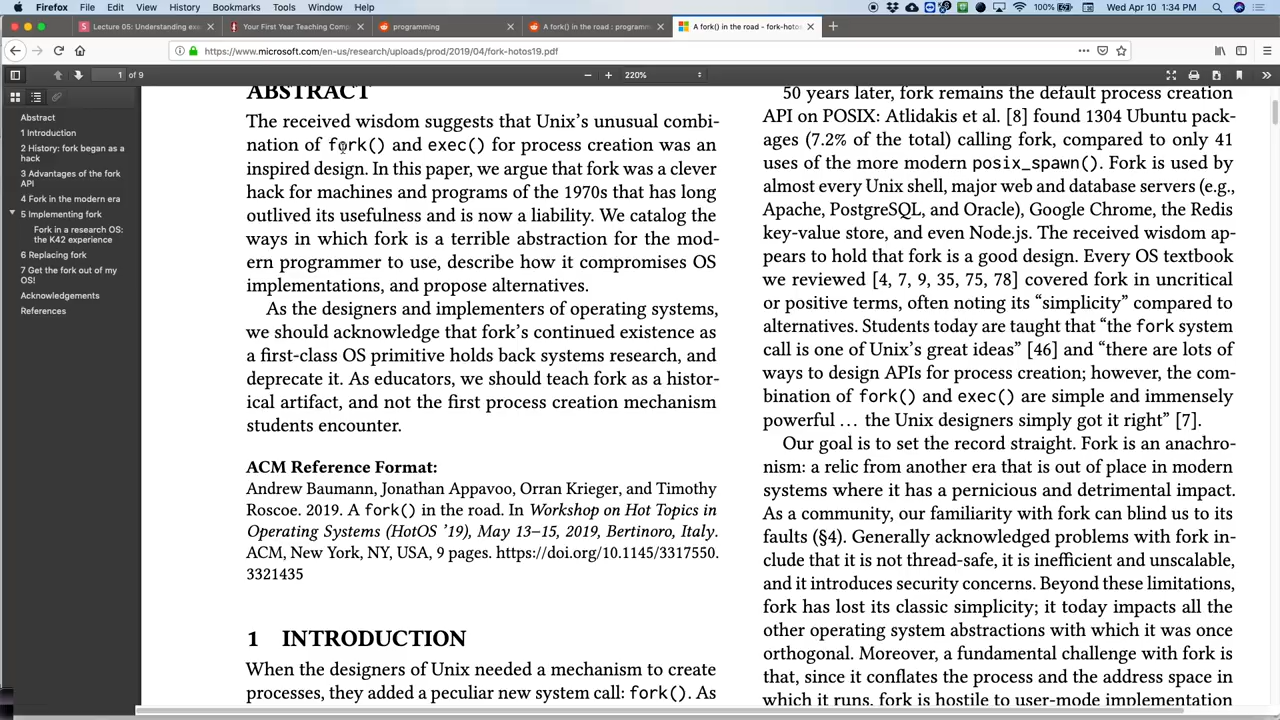 Firefox File Edit View History Bookmarks Tools Window Help
100% Wed Apr 10 1:34 PM
Lecture 05: Understanding exe
Your First Year Teaching Comp
programming
A fork() in the road : programm
A fork() in the road - fork-hotos
https://www.microsoft.com/en-us/research/uploads/prod/2019/04/fork-hotos19.pdf
1 of 9
220%
Abstract
1 Introduction
2 History: fork began as a
hack
3 Advantages of the fork
API
4 Fork in the modern era
5 Implementing fork
Fork in a research OS:
the K42 experience
6 Replacing fork
7 Get the fork out of my
OS!
Acknowledgements
References
ABSTRACT
The received wisdom suggests that Unix's unusual combi-
nation of fork() and exec() for process creation was an
inspired design. In this paper, we argue that fork was a clever
hack for machines and programs of the 1970s that has long
outlived its usefulness and is now a liability. We catalog the
ways in which fork is a terrible abstraction for the mod-
ern programmer to use, describe how it compromises OS
implementations, and propose alternatives.
As the designers and implementers of operating systems,
we should acknowledge that fork's continued existence as
a first-class OS primitive holds back systems research, and
deprecate it. As educators, we should teach fork as a histor-
ical artifact, and not the first process creation mechanism
students encounter.
ACM Reference Format:
Andrew Baumann, Jonathan Appavoo, Orran Krieger, and Timothy
Roscoe. 2019. A fork() in the road. In Workshop on Hot Topics in
Operating Systems (HotOS '19), May 13–15, 2019, Bertinoro, Italy.
ACM, New York, NY, USA, 9 pages. https://doi.org/10.1145/3317550.
3321435
1 INTRODUCTION
When the designers of Unix needed a mechanism to create
processes, they added a peculiar new system call: fork(). As
50 years later, fork remains the default process creation
API on POSIX: Atlidakis et al. [8] found 1304 Ubuntu pack-
ages (7.2% of the total) calling fork, compared to only 41
uses of the more modern posix_spawn(). Fork is used by
almost every Unix shell, major web and database servers (e.g.,
Apache, PostgreSQL, and Oracle), Google Chrome, the Redis
key-value store, and even Node.js. The received wisdom ap-
pears to hold that fork is a good design. Every OS textbook
we reviewed [4, 7, 9, 35, 75, 78] covered fork in uncritical
or positive terms, often noting its “simplicity” compared to
alternatives. Students today are taught that “the fork system
call is one of Unix's great ideas” [46] and “there are lots of
ways to design APIs for process creation; however, the com-
bination of fork() and exec() are simple and immensely
powerful … the Unix designers simply got it right” [7].
Our goal is to set the record straight. Fork is an anachro-
nism: a relic from another era that is out of place in modern
systems where it has a pernicious and detrimental impact.
As a community, our familiarity with fork can blind us to its
faults (§4). Generally acknowledged problems with fork in-
clude that it is not thread-safe, it is inefficient and unscalable,
and it introduces security concerns. Beyond these limitations,
fork has lost its classic simplicity; it today impacts all the
other operating system abstractions with which it was once
orthogonal. Moreover, a fundamental challenge with fork is
that, since it conflates the process and the address space in
which it runs, fork is hostile to user-mode implementation